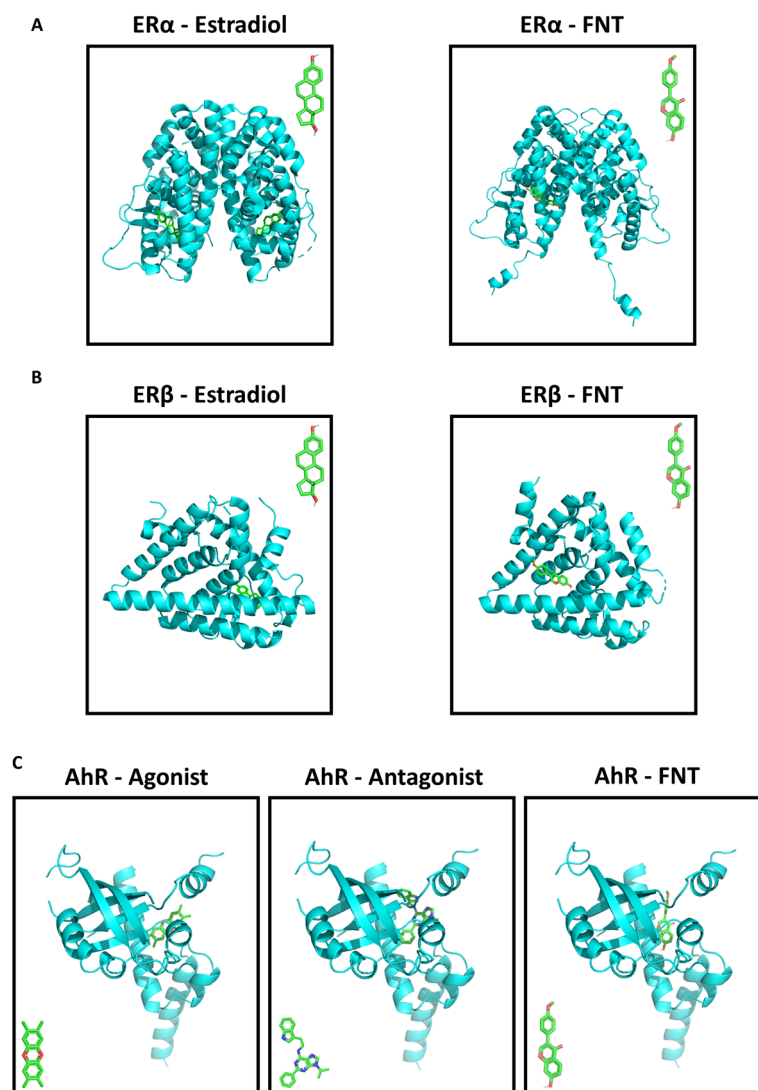 A
ERα - Estradiol
ERα - FNT
B
ERβ - Estradiol
ERβ - FNT
C
AhR - Agonist
AhR - Antagonist
AhR - FNT